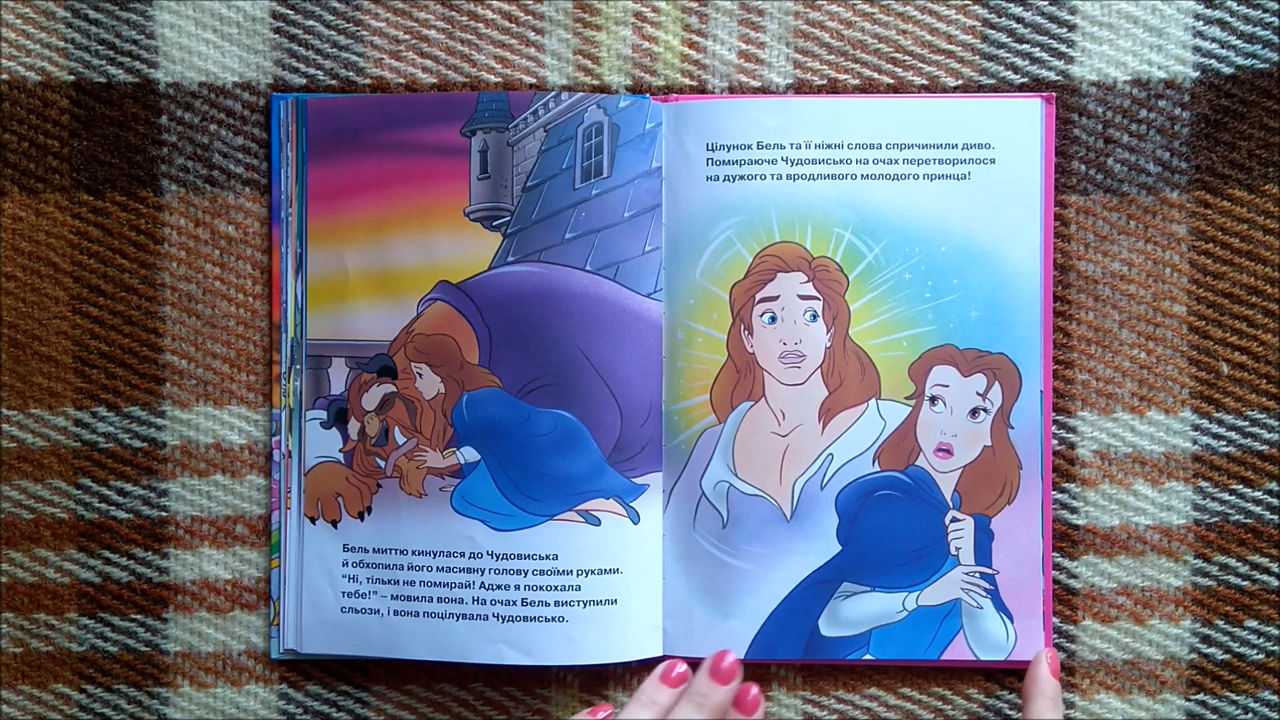 Бель миттю кинулася до Чудовиська
й обхопила його масивну голову своїми руками.
“Ні, тільки не помирай! Адже я покохала
тебе!” – мовила вона. На очах Бель виступили
сльози, і вона поцілувала Чудовисько.
Цілунок Бель та її ніжні слова спричинили диво.
Помираюче Чудовисько на очах перетворилося
на дужого та вродливого молодого принца!